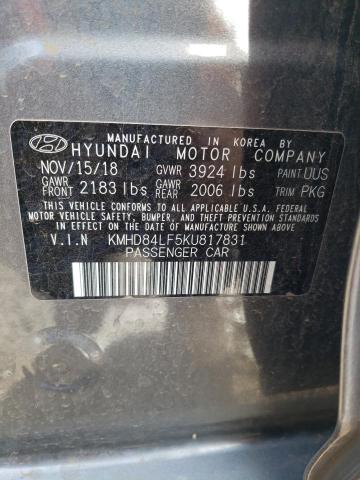 MANUFACTURED IN KOREA BY
HYUNDAI MOTOR COMPANY
NOV/15/18 GVWR 3924 lbs PAINT UUS
GAWR FRONT 2183 lbs GAWR REAR 2006 lbs TRIM PKG
THIS VEHICLE CONFORMS TO ALL APPLICABLE U.S.A. FEDERAL
MOTOR VEHICLE SAFETY, BUMPER, AND THEFT PREVENTION STANDARDS
IN EFFECT ON THE DATE OF MANUFACTURE SHOWN ABOVE.
V.I.N KMHD84LF5KU817831
PASSENGER CAR